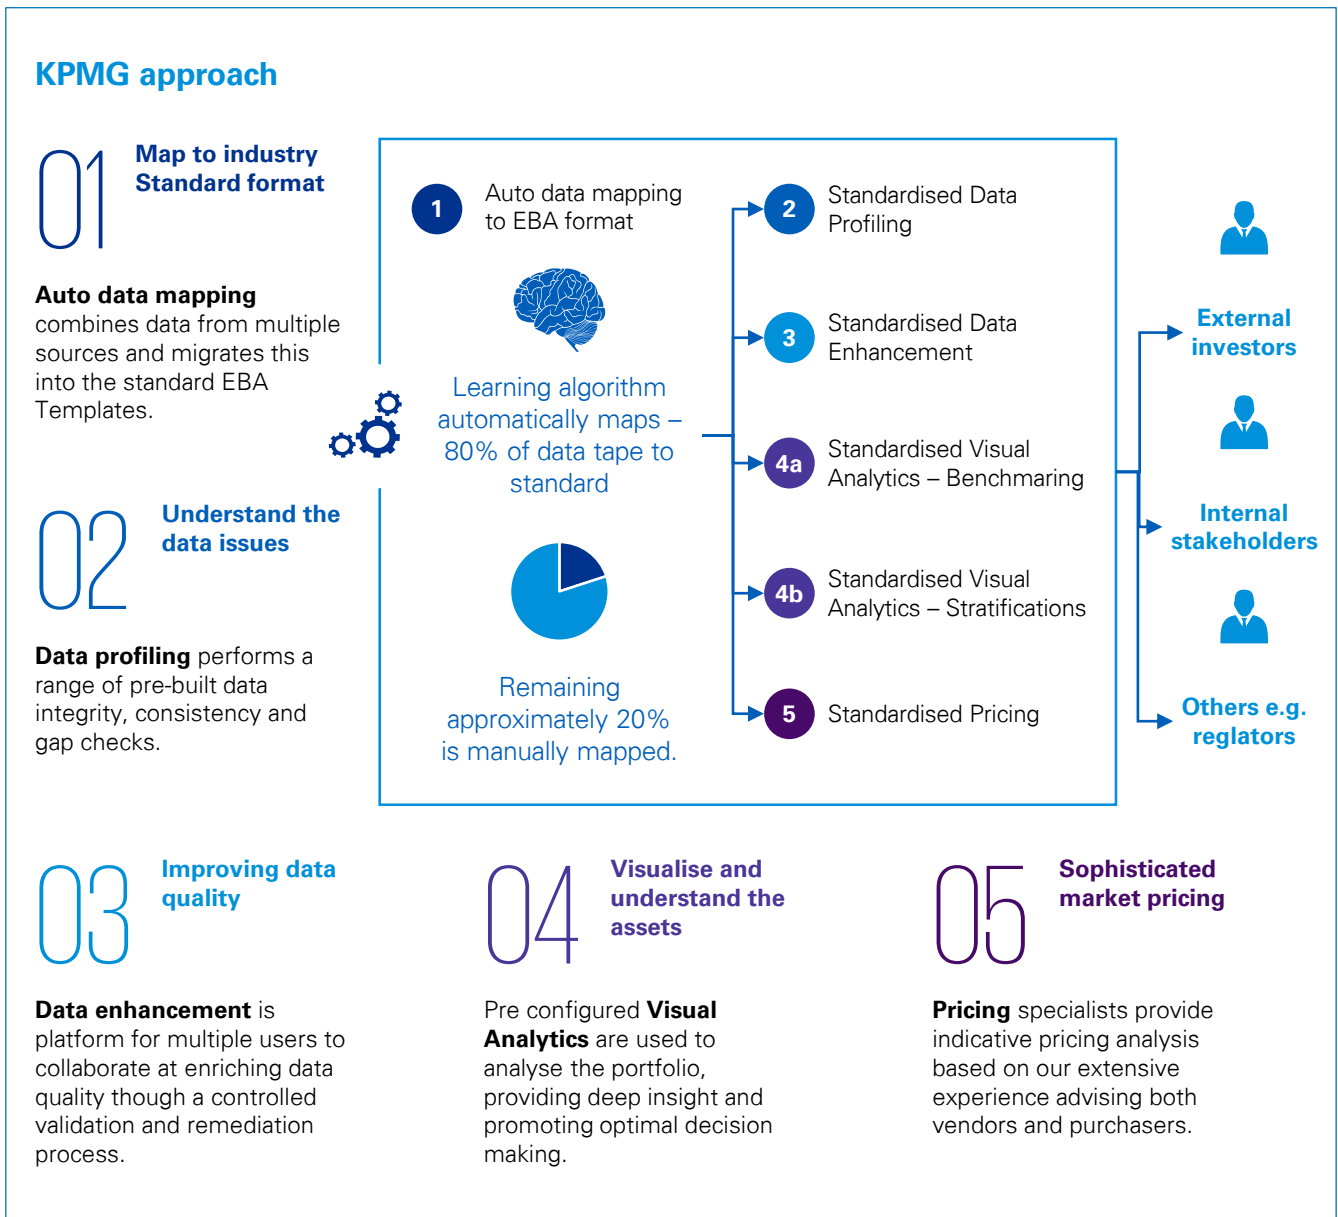 KPMG approach
01
Map to industry
Standard format
Auto data mapping
combines data from multiple
sources and migrates this
into the standard EBA
Templates.
02
Understand the
data issues
Data profiling performs a
range of pre-built data
integrity, consistency and
gap checks.
1
Auto data mapping
to EBA format
Learning algorithm
automatically maps –
80% of data tape to
standard
Remaining
approximately 20%
is manually mapped.
2
Standardised Data
Profiling
3
Standardised Data
Enhancement
4a
Standardised Visual
Analytics – Benchmaring
4b
Standardised Visual
Analytics – Stratifications
5
Standardised Pricing
External
investors
Internal
stakeholders
Others e.g.
reglators
03
Improving data
quality
Data enhancement is
platform for multiple users to
collaborate at enriching data
quality though a controlled
validation and remediation
process.
04
Visualise and
understand the
assets
Pre configured Visual
Analytics are used to
analyse the portfolio,
providing deep insight and
promoting optimal decision
making.
05
Sophisticated
market pricing
Pricing specialists provide
indicative pricing analysis
based on our extensive
experience advising both
vendors and purchasers.